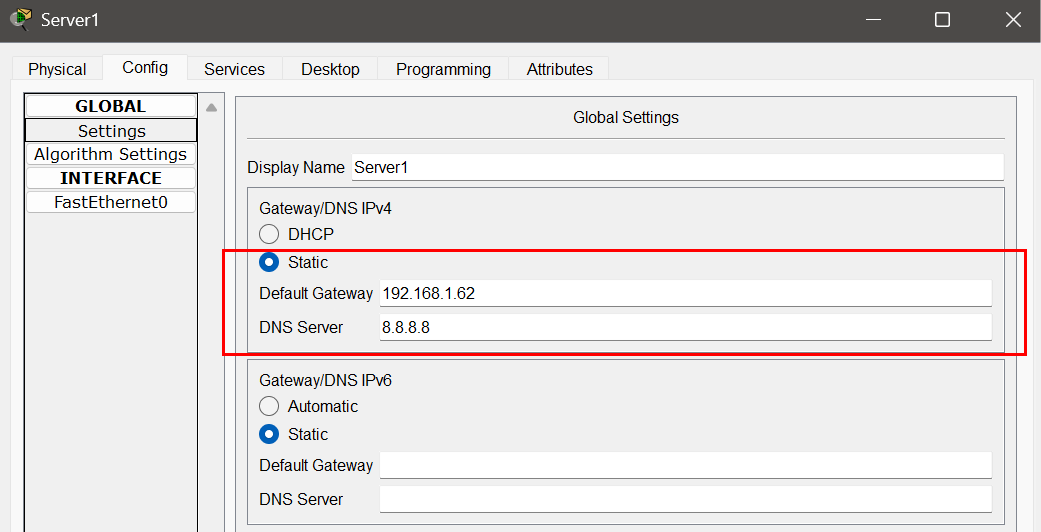 Server1
Physical Config Services Desktop Programming Attributes
GLOBAL
Settings
Algorithm Settings
INTERFACE
FastEthernet0
Global Settings
Display Name Server1
Gateway/DNS IPv4
DHCP
Static
Default Gateway 192.168.1.62
DNS Server 8.8.8.8
Gateway/DNS IPv6
Automatic
Static
Default Gateway
DNS Server